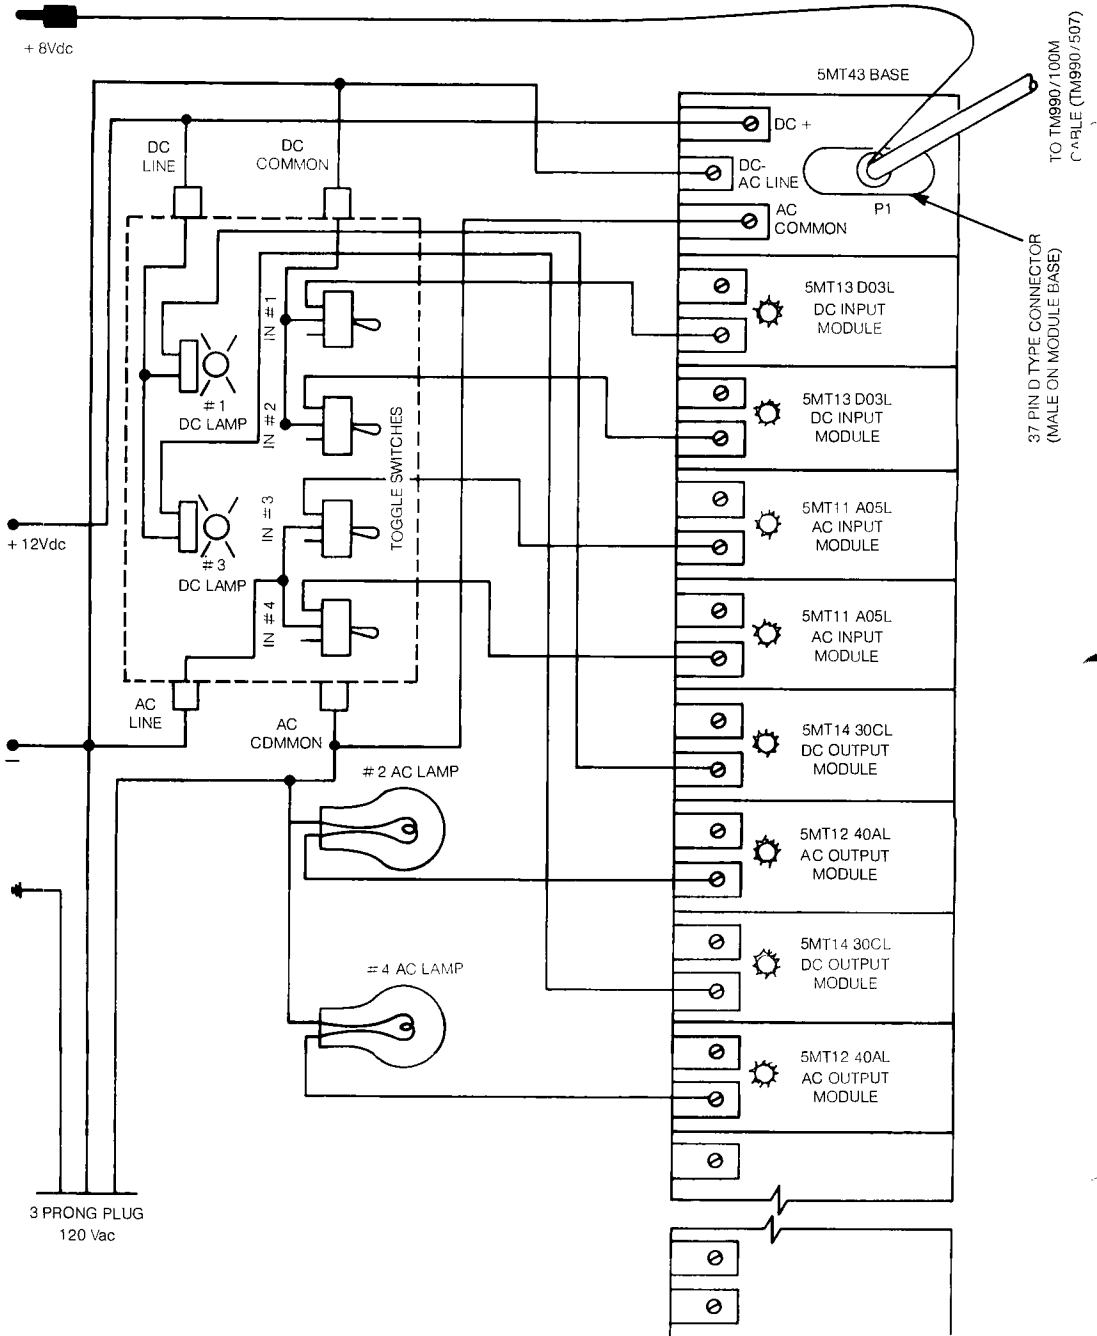 + 8Vdc
5MT43 BASE
TO TM990/100M
CABLE (TM990/507)
DC +
DC-
AC LINE
AC
COMMON
P1
37 PIN D TYPE CONNECTOR
(MALE ON MODULE BASE)
DC
LINE
DC
COMMON
IN #1
IN #2
IN #3
IN #4
TOGGLE SWITCHES
#1
DC LAMP
#3
DC LAMP
+ 12Vdc
–
AC
LINE
AC
CDMMON
#2 AC LAMP
#4 AC LAMP
3 PRONG PLUG
120 Vac
5MT13 D03L
DC INPUT
MODULE
5MT13 D03L
DC INPUT
MODULE
5MT11 A05L
AC INPUT
MODULE
5MT11 A05L
AC INPUT
MODULE
5MT14 30CL
DC OUTPUT
MODULE
5MT12 40AL
AC OUTPUT
MODULE
5MT14 30CL
DC OUTPUT
MODULE
5MT12 40AL
AC OUTPUT
MODULE